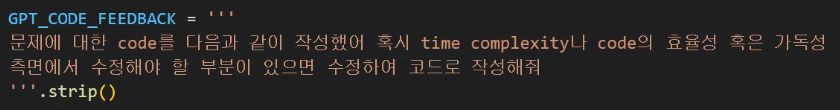 GPT_CODE_FEEDBACK = '''
문제에 대한 code를 다음과 같이 작성했어 혹시 time complexity나 code의 효율성 혹은 가독성
측면에서 수정해야 할 부분이 있으면 수정하여 코드로 작성해줘
'''.strip()